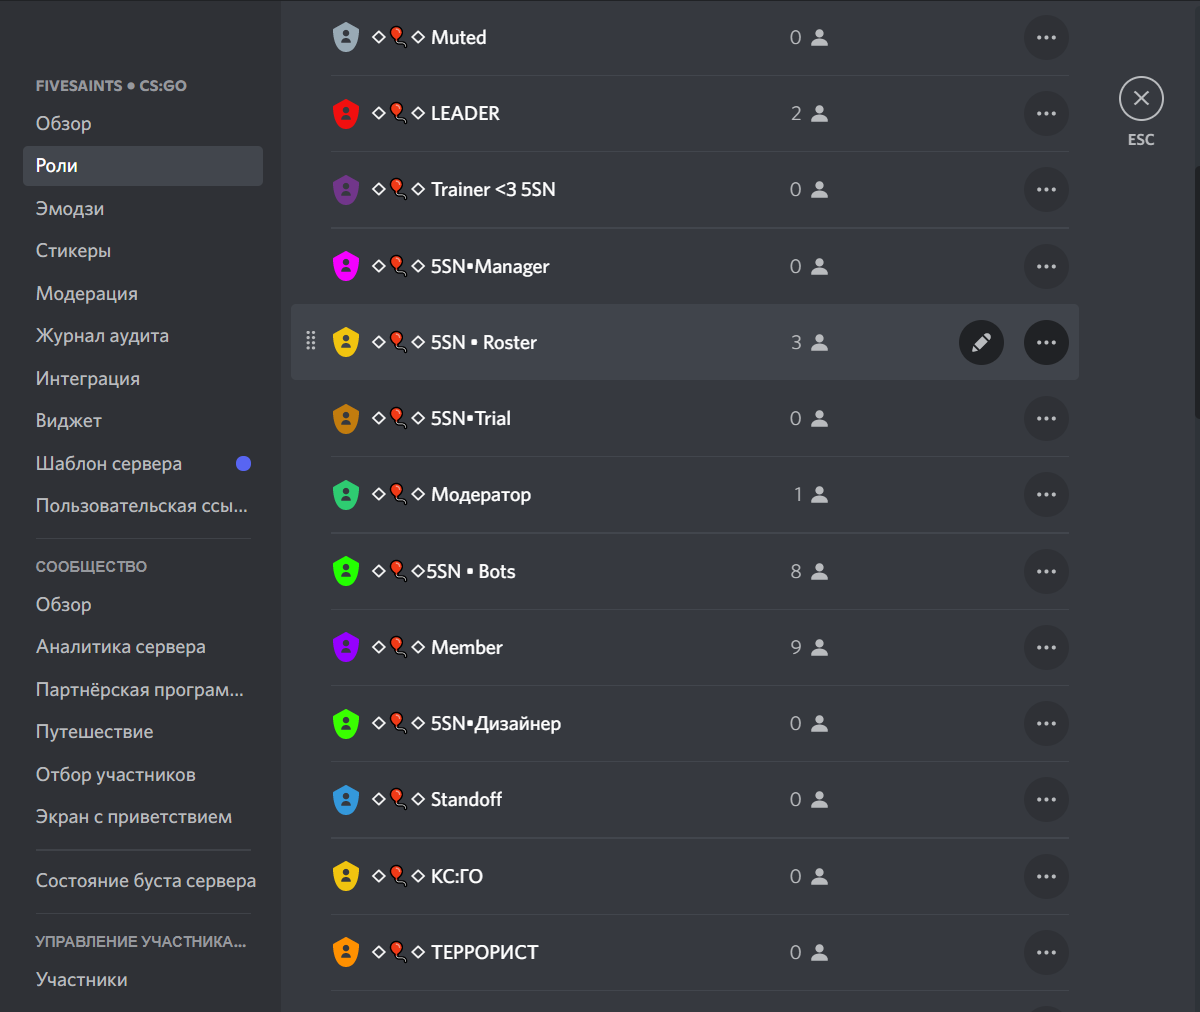 FIVESAINTS • CS:GO
Обзор
Роли
Эмодзи
Стикеры
Модерация
Журнал аудита
Интеграция
Виджет
Шаблон сервера
Пользовательская ссы...
СООБЩЕСТВО
Обзор
Аналитика сервера
Партнёрская програм...
Путешествие
Отбор участников
Экран с приветствием
Состояние буста сервера
УПРАВЛЕНИЕ УЧАСТНИКА...
Участники
◇🎈◇ Muted 0
◇🎈◇ LEADER 2
◇🎈◇ Trainer <3 5SN 0
◇🎈◇ 5SN▪Manager 0
◇🎈◇ 5SN ▪ Roster 3
◇🎈◇ 5SN▪Trial 0
◇🎈◇ Модератор 1
◇🎈◇5SN ▪ Bots 8
◇🎈◇ Member 9
◇🎈◇ 5SN▪Дизайнер 0
◇🎈◇ Standoff 0
◇🎈◇ КС:ГО 0
◇🎈◇ ТЕРРОРИСТ 0
ESC